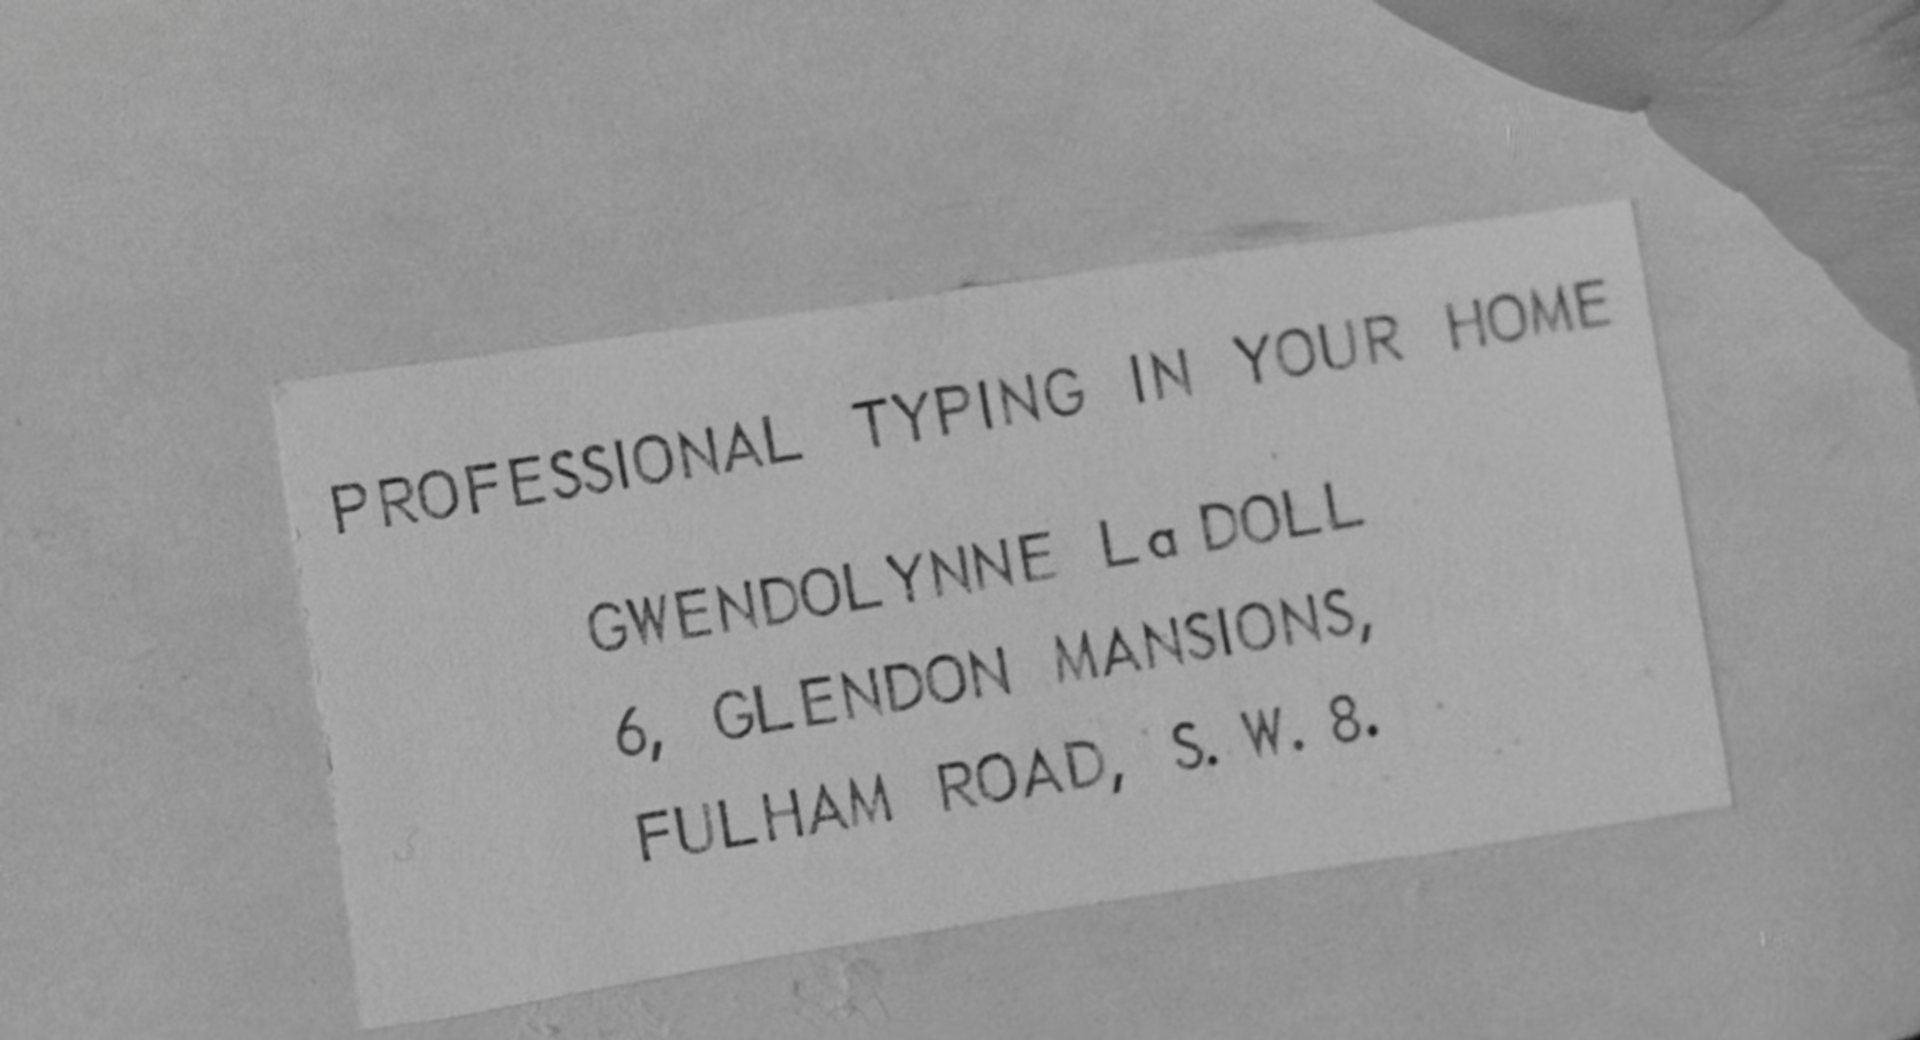 PROFESSIONAL TYPING IN YOUR HOME
GWENDOLYNNE La DOLL
6, GLENDON MANSIONS,
FULHAM ROAD, S. W. 8.